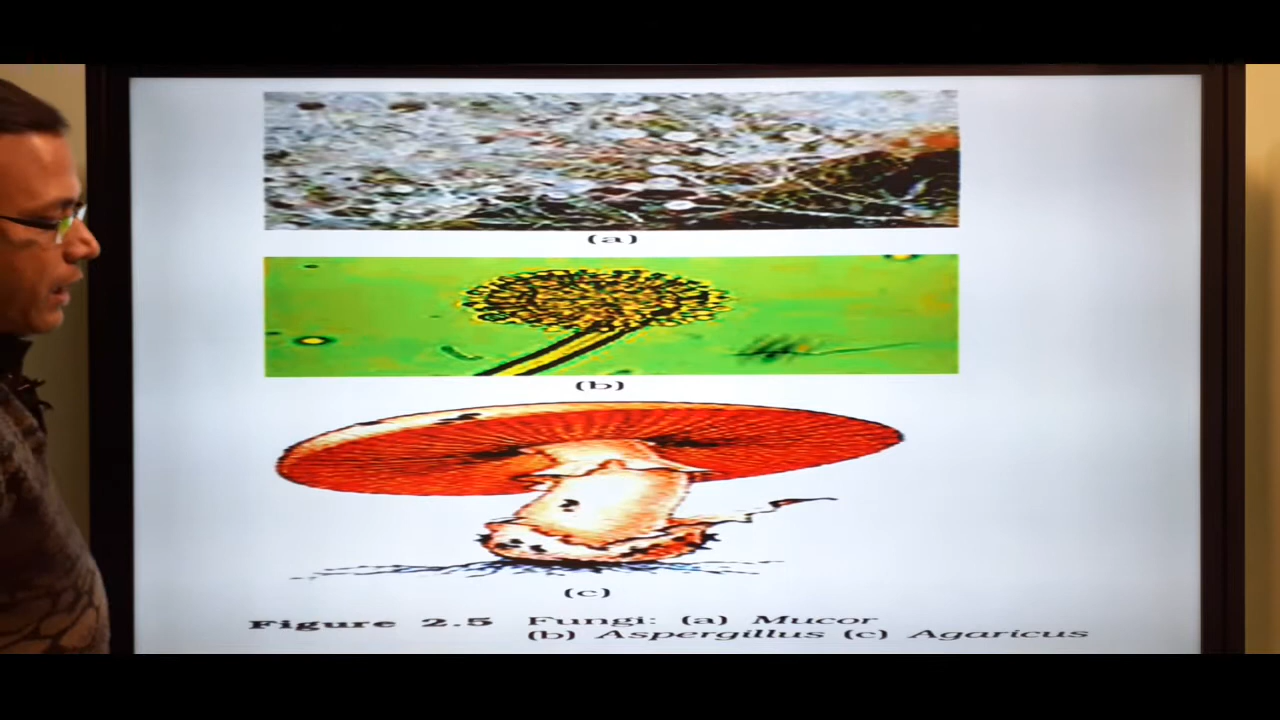 (a)
(b)
(c)
Figure 2.5 Fungi: (a) Mucor
(b) Aspergillus (c) Agaricus